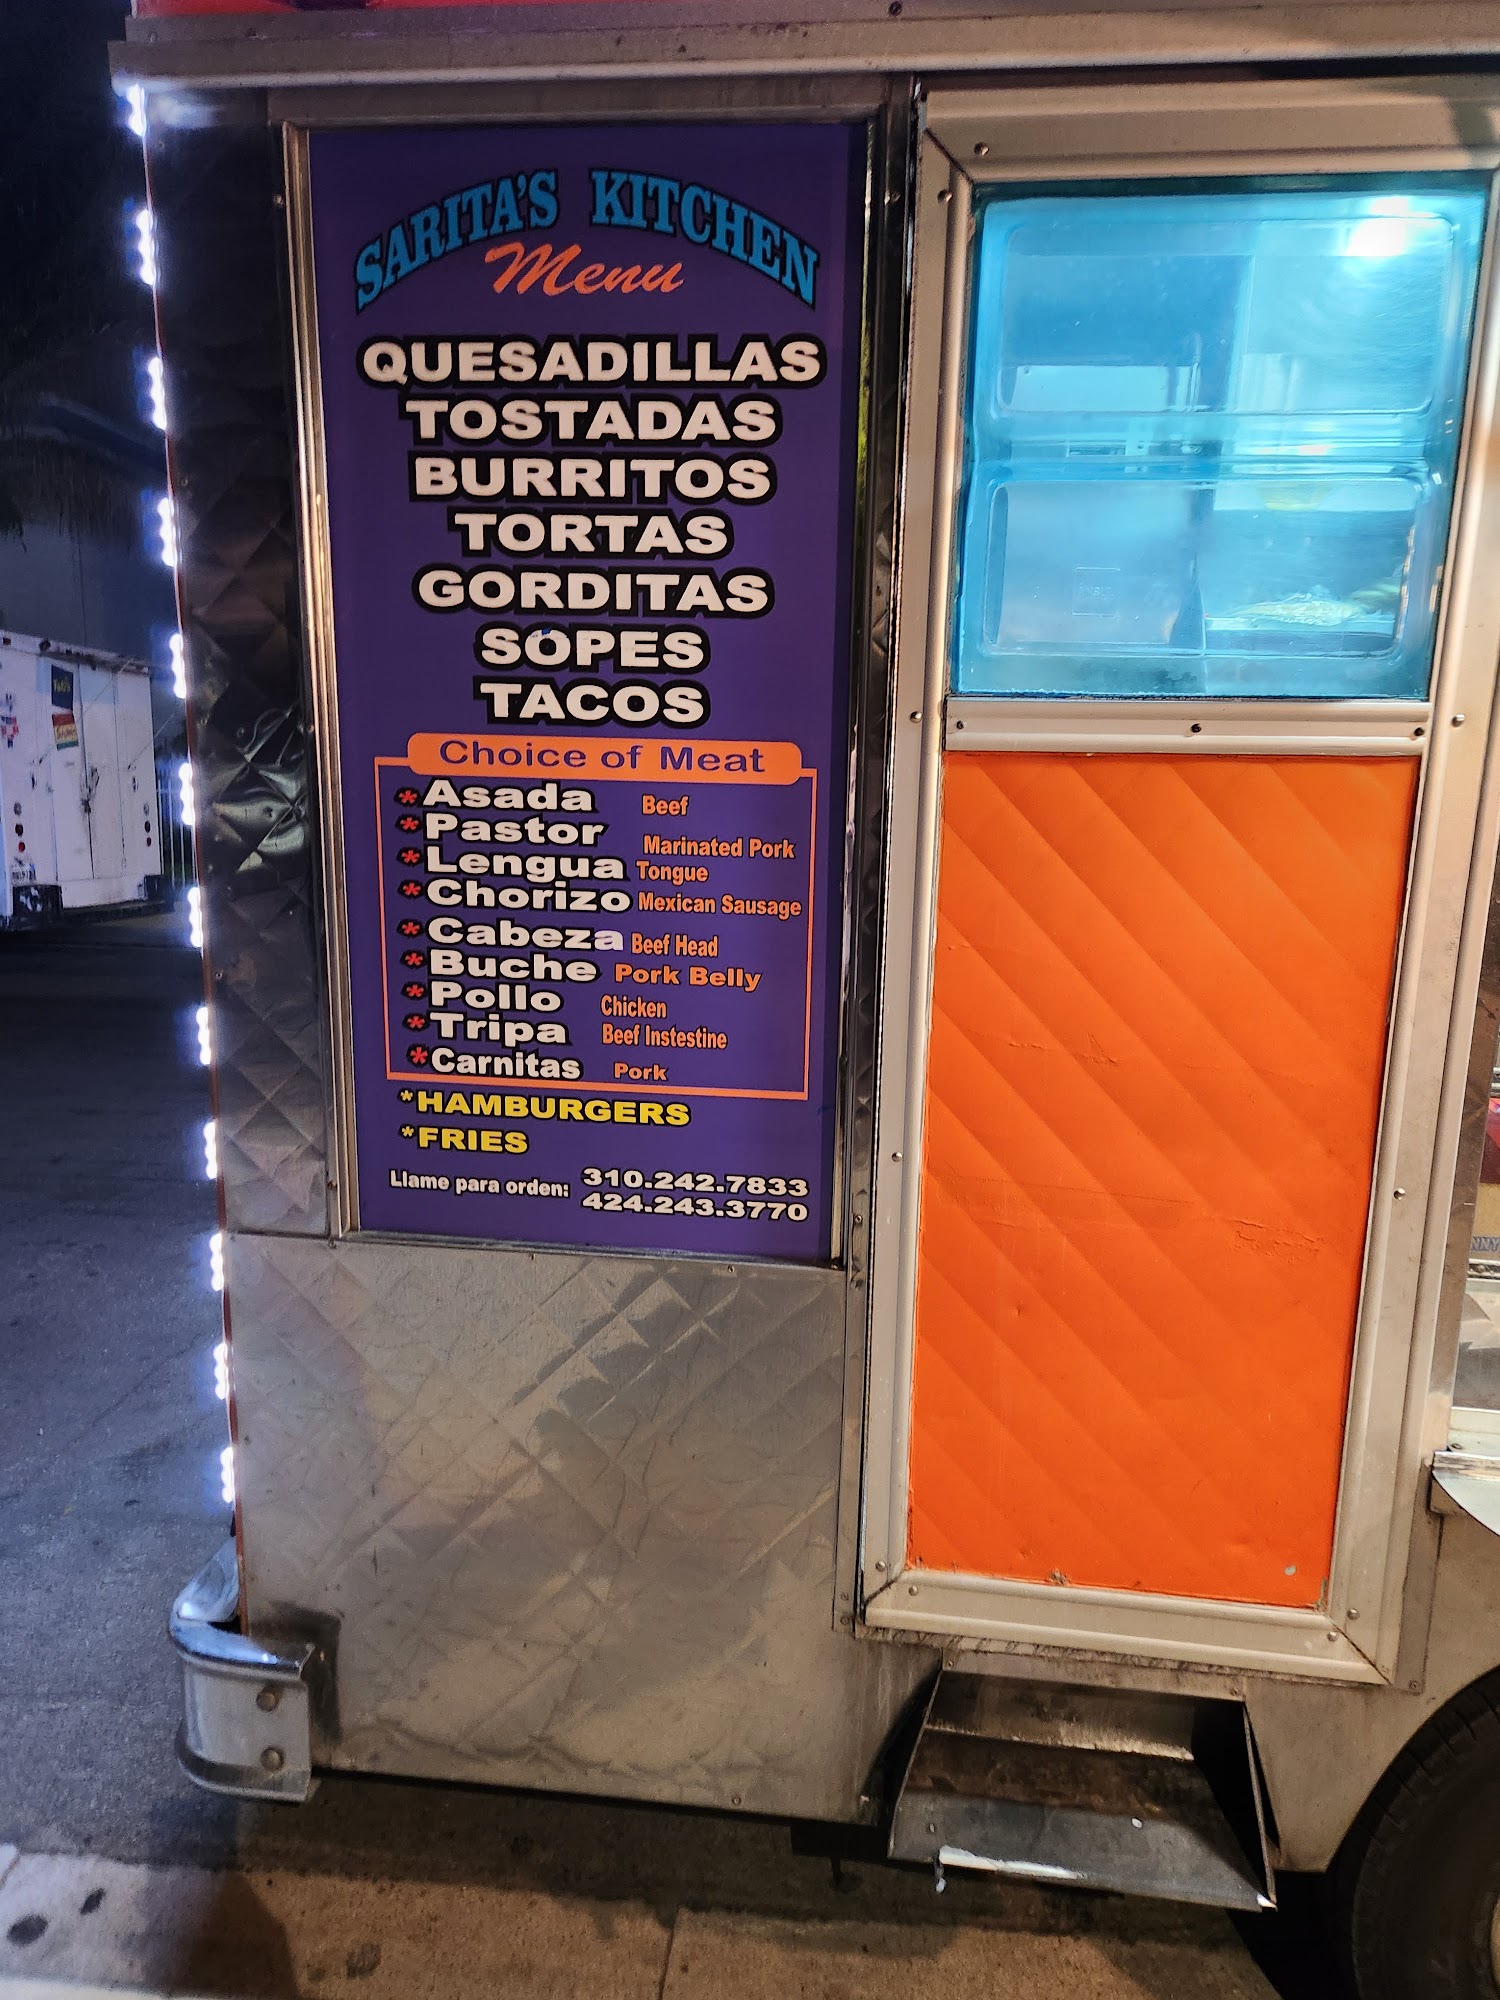 SARITA'S KITCHEN
Menu
QUESADILLAS
TOSTADAS
BURRITOS
TORTAS
GORDITAS
SOPES
TACOS
Choice of Meat
*Asada Beef
*Pastor Marinated Pork
*Lengua Tongue
*Chorizo Mexican Sausage
*Cabeza Beef Head
*Buche Pork Belly
*Pollo Chicken
*Tripa Beef Instestine
*Carnitas Pork
*HAMBURGERS
*FRIES
Llame para orden: 310.242.7833
424.243.3770